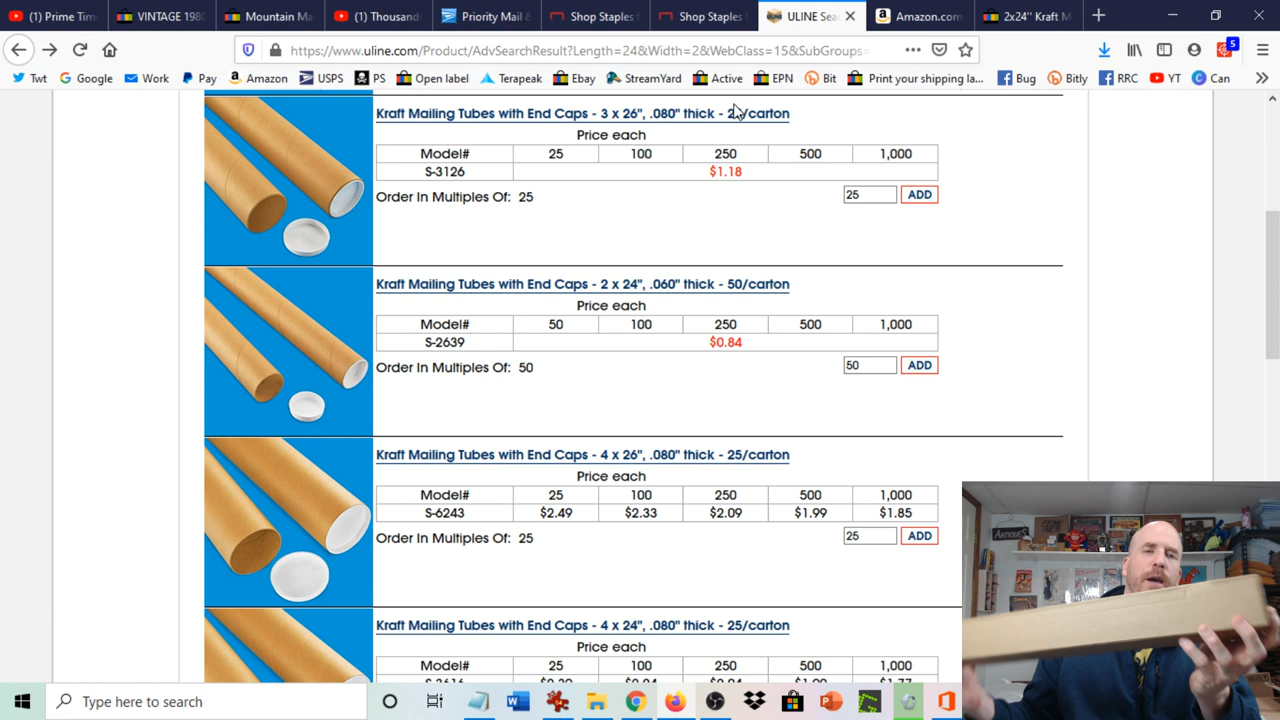 (1) Prime Time
VINTAGE 1980
Mountain Ma
(1) Thousand
Priority Mail &
Shop Staples f
Shop Staples f
ULINE Sea
Amazon.com
2x24" Kraft M
https://www.uline.com/Product/AdvSearchResult?Length=24&Width=2&WebClass=15&SubGroups=
5
Twt
Google
Work
Pay
Amazon
USPS
PS
Open label
Terapeak
Ebay
StreamYard
Active
EPN
Bit
Print your shipping la...
Bug
Bitly
RRC
YT
Can
Kraft Mailing Tubes with End Caps - 3 x 26", .080" thick - 25/carton
Price each
Model# 25 100 250 500 1,000
S-3126 $1.18
Order In Multiples Of: 25
25 ADD
Kraft Mailing Tubes with End Caps - 2 x 24", .060" thick - 50/carton
Price each
Model# 50 100 250 500 1,000
S-2639 $0.84
Order In Multiples Of: 50
50 ADD
Kraft Mailing Tubes with End Caps - 4 x 26", .080" thick - 25/carton
Price each
Model# 25 100 250 500 1,000
S-6243 $2.49 $2.33 $2.09 $1.99 $1.85
Order In Multiples Of: 25
25 ADD
ANTIQUES
Kraft Mailing Tubes with End Caps - 4 x 24", .080" thick - 25/carton
Price each
Model# 25 100 250 500 1,000
Type here to search